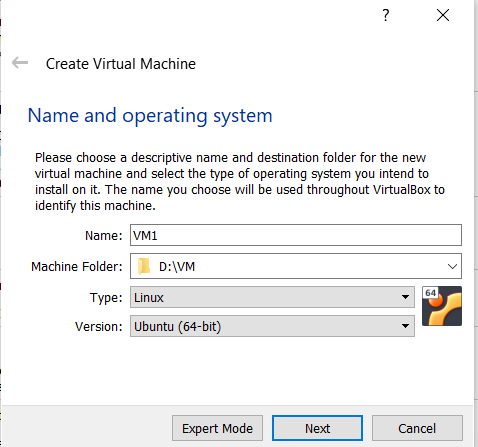 ?
Create Virtual Machine
Name and operating system
Please choose a descriptive name and destination folder for the new
virtual machine and select the type of operating system you intend to
install on it. The name you choose will be used throughout VirtualBox to
identify this machine.
Name: VM1
Machine Folder: D:\VM
Type: Linux 64
Version: Ubuntu (64-bit)
Expert Mode Next Cancel